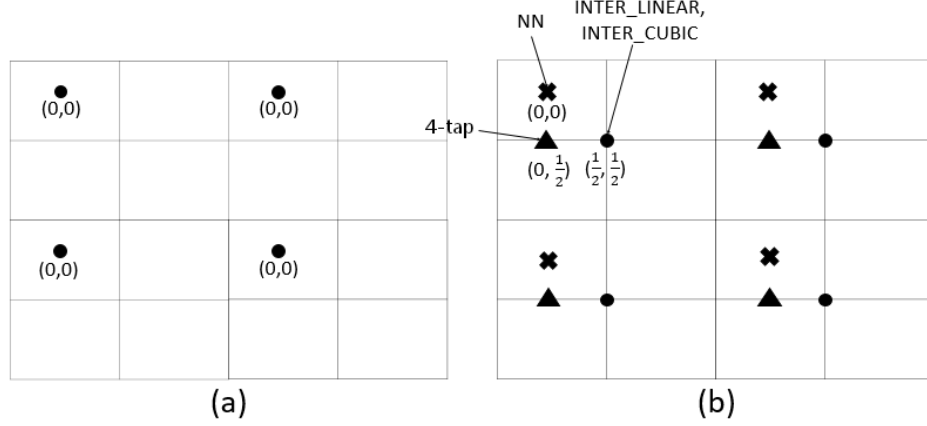 (0,0)
(0,0)
(0,0)
(0,0)
(a)
NN
INTER_LINEAR,
INTER_CUBIC
(0,0)
4-tap
(0, 1/2)
(1/2, 1/2)
(b)